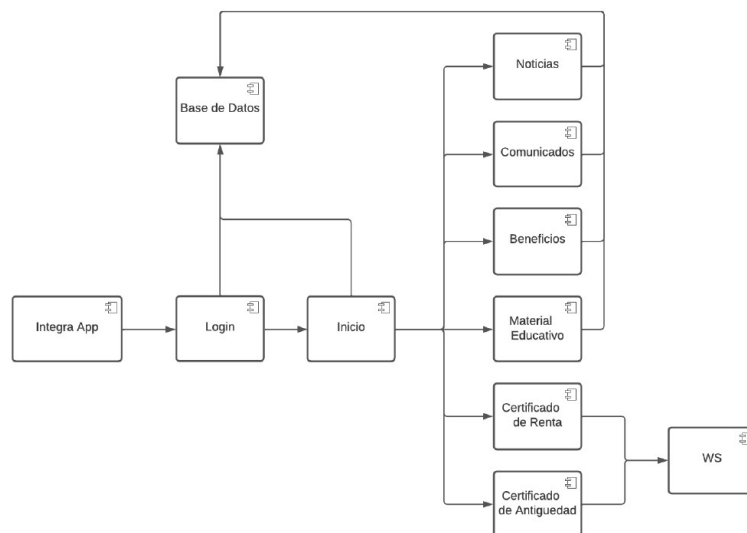 Noticias
Base de Datos
Comunicados
Beneficios
Integra App
Login
Inicio
Material
Educativo
Certificado
de Renta
WS
Certificado
de Antiguedad